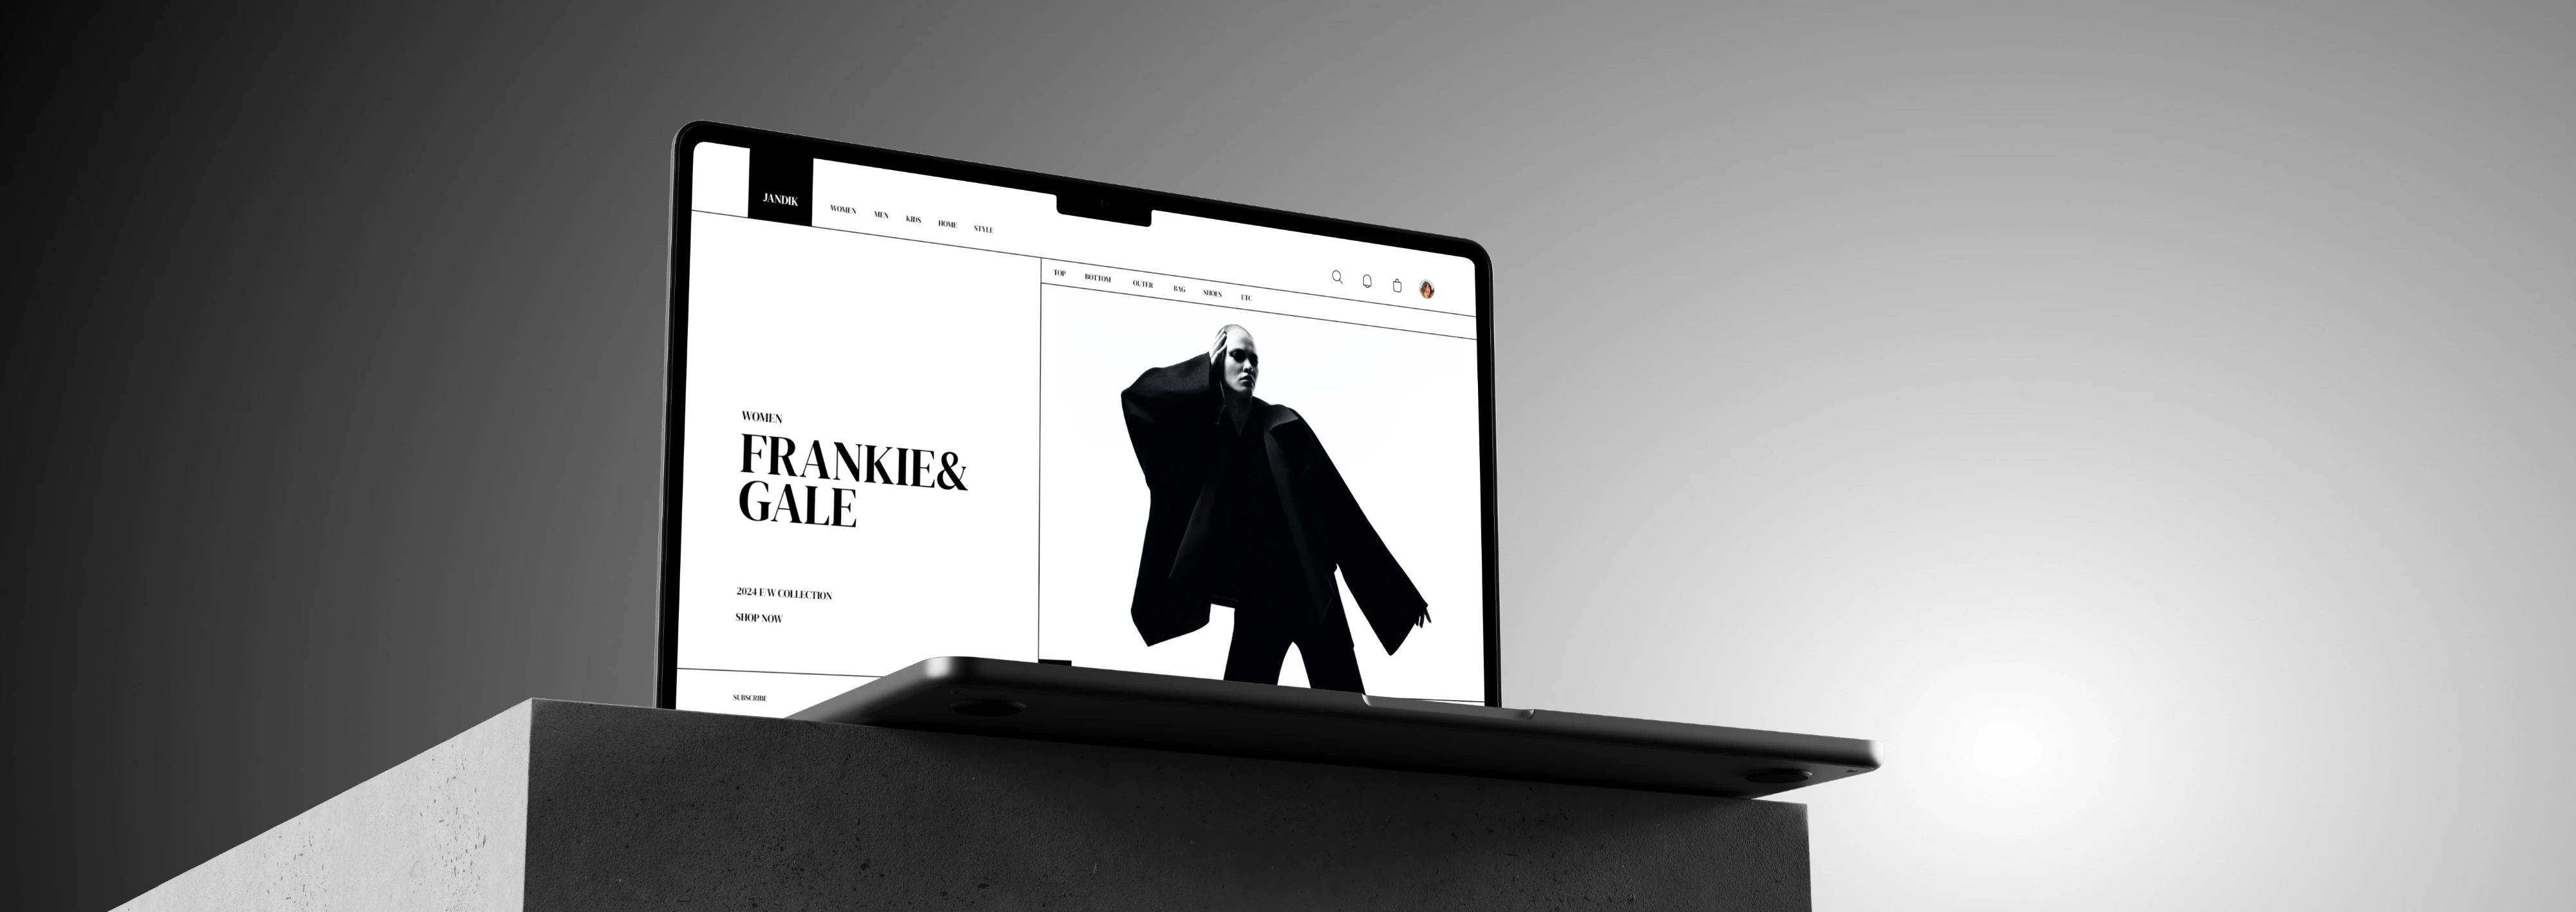 JANDIK
WOMEN MEN KIDS HOME STYLE
TOP BOTTOM OUTER BAG SHOES ETC
WOMEN
FRANKIE&
GALE
2024 F/W COLLECTION
SHOP NOW
SUBSCRIBE